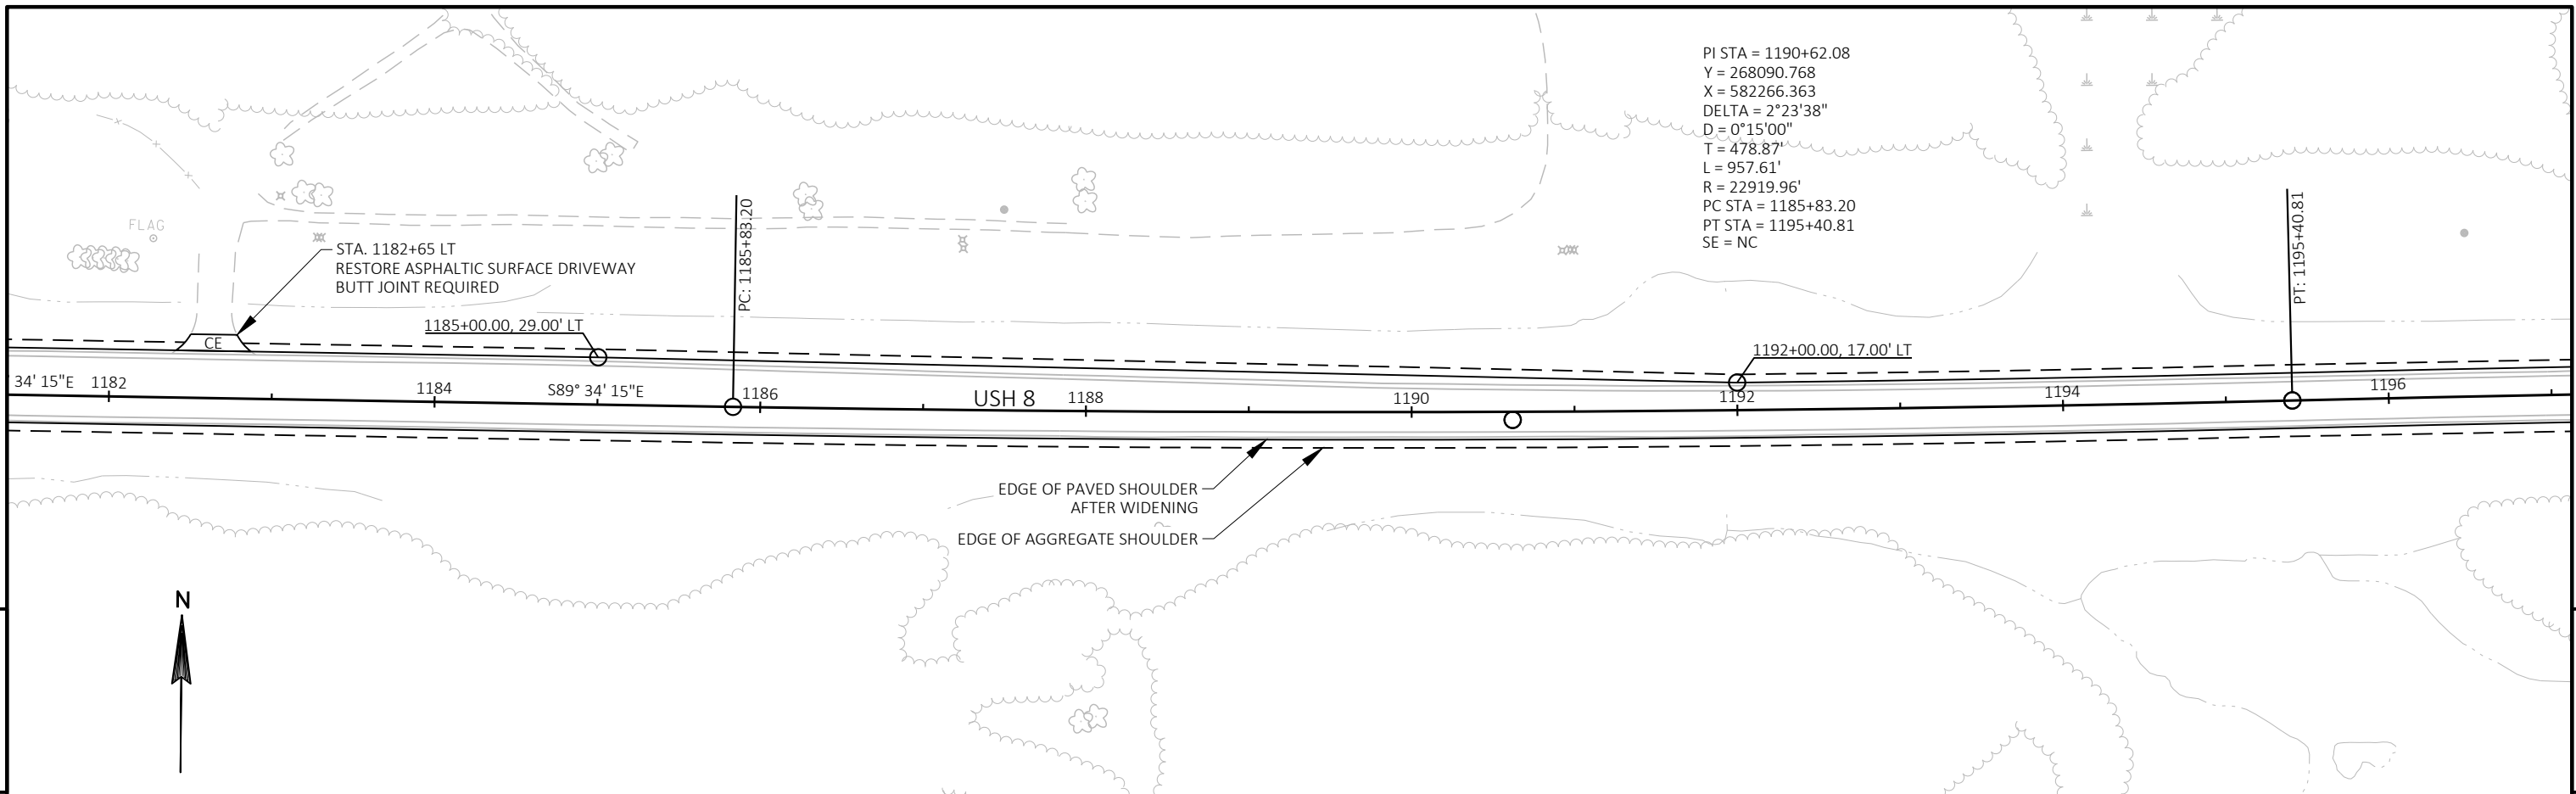 PI STA = 1190+62.08
Y = 268090.768
X = 582266.363
DELTA = 2°23'38"
D = 0°15'00"
T = 478.87'
L = 957.61'
R = 22919.96'
PC STA = 1185+83.20
PT STA = 1195+40.81
SE = NC
FLAG
STA. 1182+65 LT
RESTORE ASPHALTIC SURFACE DRIVEWAY
BUTT JOINT REQUIRED
PC: 1185+83.20
PT: 1195+40.81
1185+00.00, 29.00' LT
CE
1192+00.00, 17.00' LT
34' 15"E
1182
1184
S89° 34' 15"E
1186
USH 8
1188
1190
1192
1194
1196
EDGE OF PAVED SHOULDER
AFTER WIDENING
EDGE OF AGGREGATE SHOULDER
N